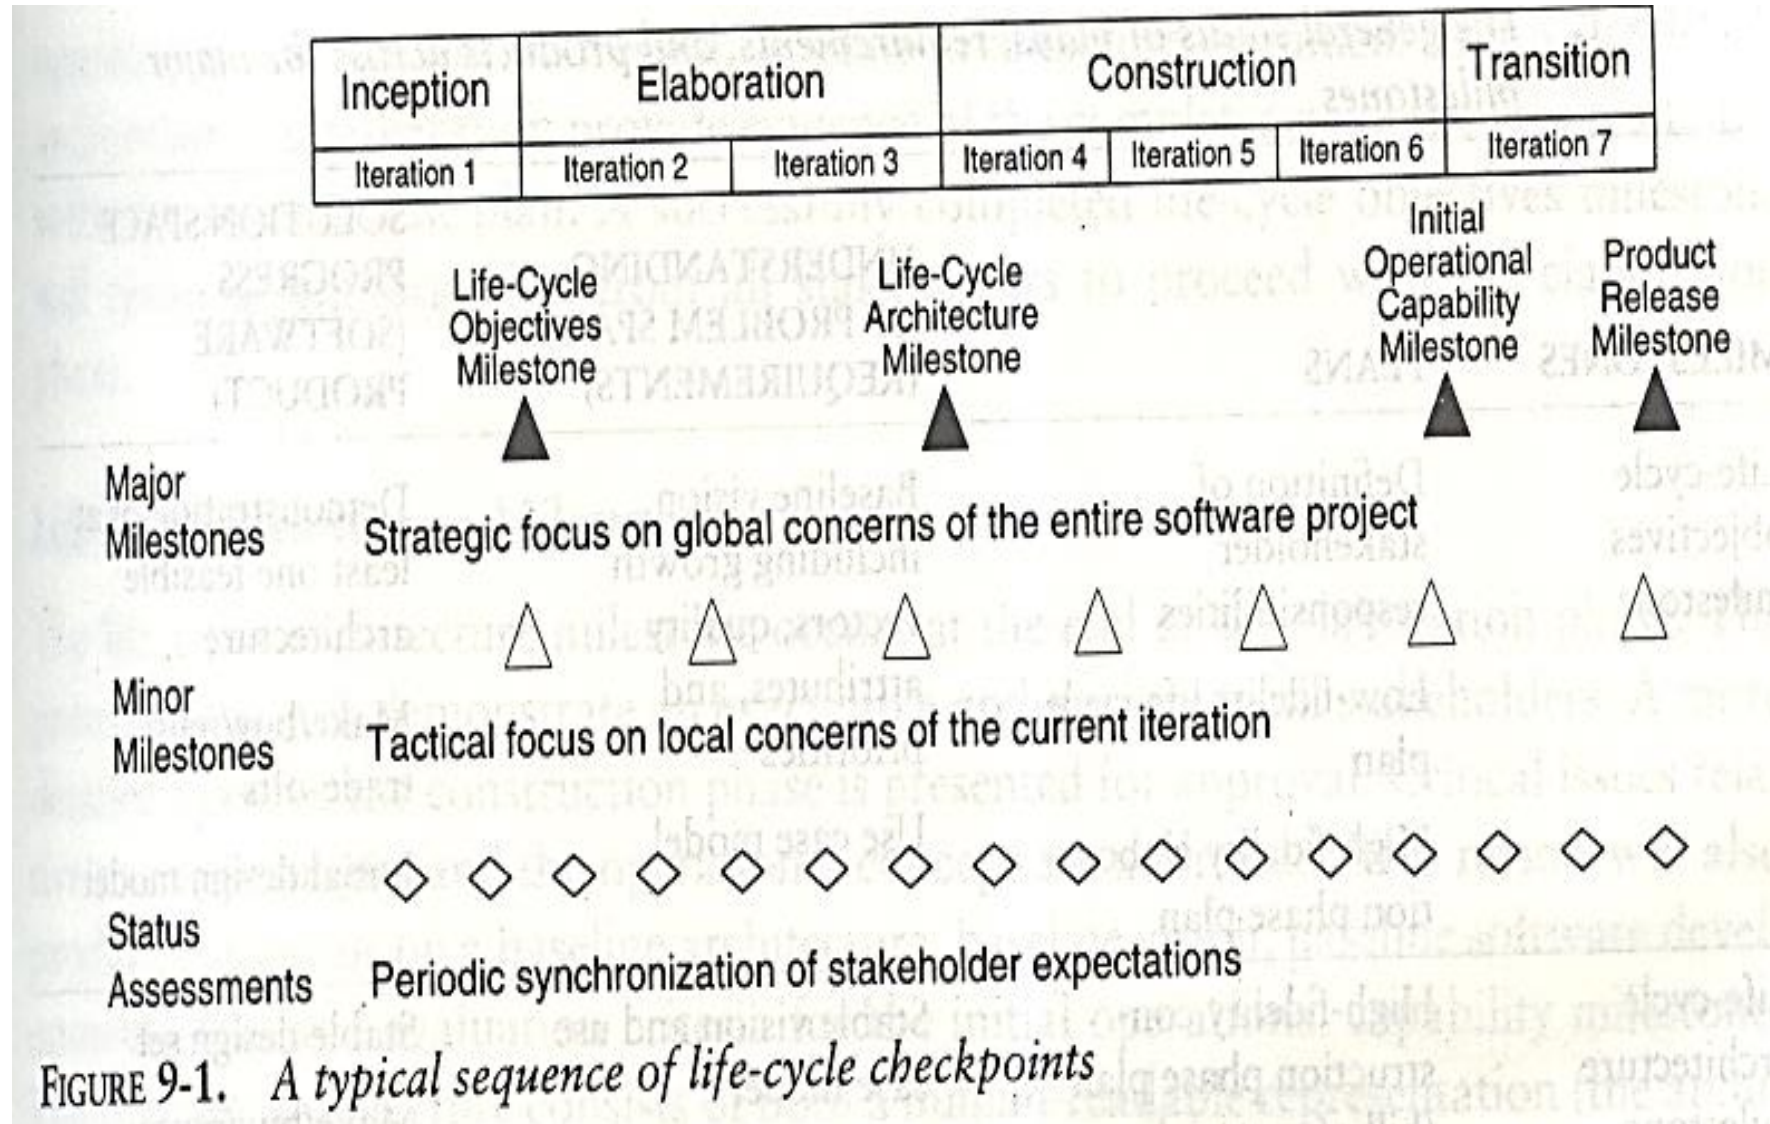 Inception Elaboration Construction Transition
Iteration 1 Iteration 2 Iteration 3 Iteration 4 Iteration 5 Iteration 6 Iteration 7
Life-Cycle
Objectives
Milestone
Life-Cycle
Architecture
Milestone
Initial
Operational
Capability
Milestone
Product
Release
Milestone
Major
Milestones
Strategic focus on global concerns of the entire software project
Minor
Milestones
Tactical focus on local concerns of the current iteration
Status
Assessments
Periodic synchronization of stakeholder expectations
FIGURE 9-1. A typical sequence of life-cycle checkpoints